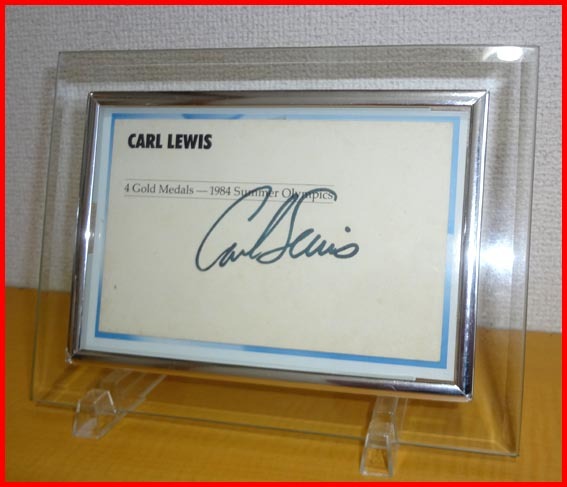 CARL LEWIS
4 Gold Medals — 1984 Summer Olympics
Carl Lewis